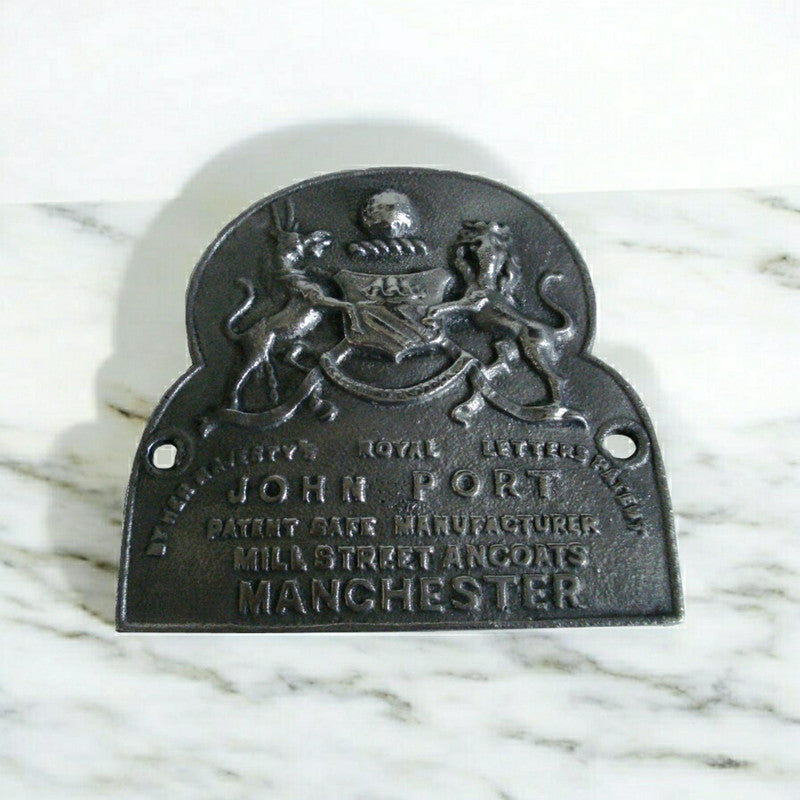 BY HER MAJESTY'S ROYAL LETTERS PATENT
JOHN PORT
PATENT SAFE MANUFACTURER
MILL STREET ANCOATS
MANCHESTER